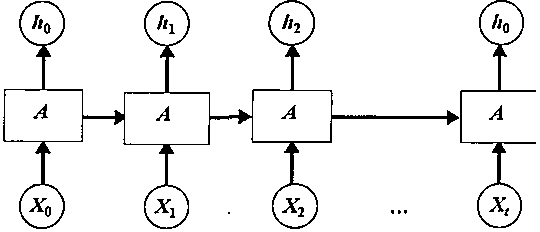 h₀ h₁ h₂ h₀
A A A A
X₀ X₁ X₂ ... Xₜ